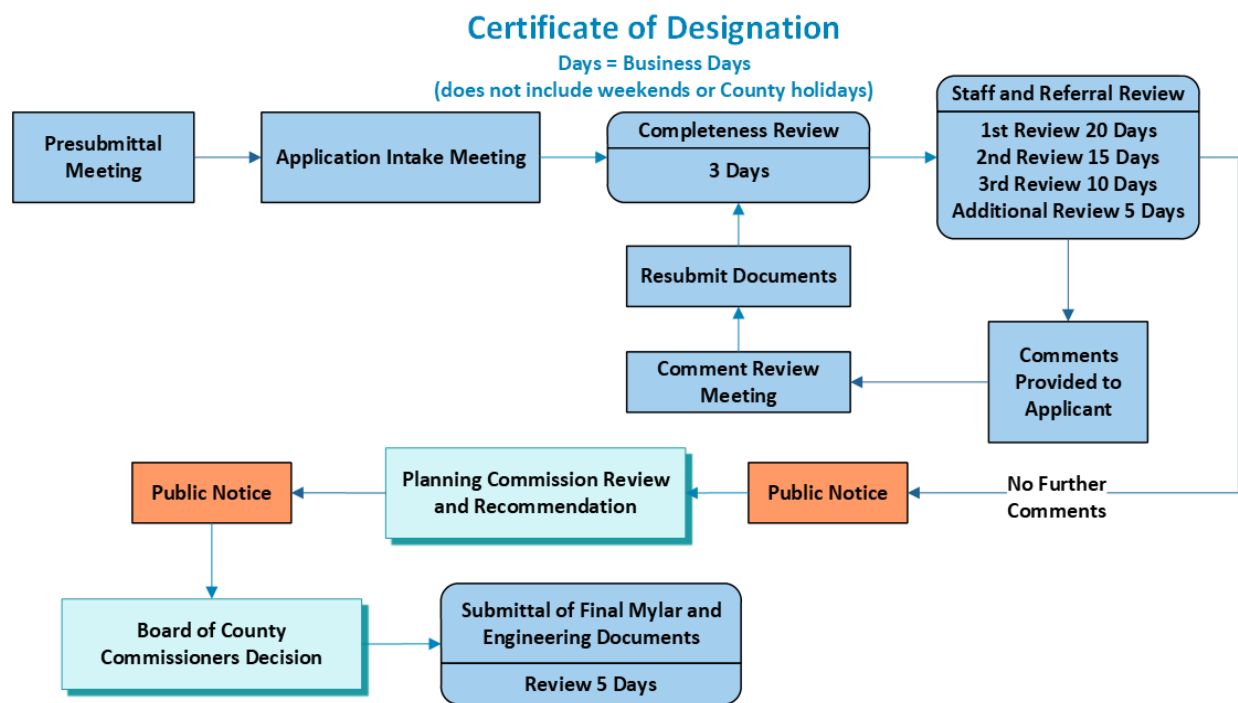 Certificate of Designation
Days = Business Days
(does not include weekends or County holidays)
Presubmittal
Meeting
Application Intake Meeting
Completeness Review
3 Days
Staff and Referral Review
1st Review 20 Days
2nd Review 15 Days
3rd Review 10 Days
Additional Review 5 Days
Resubmit Documents
Comment Review
Meeting
Comments
Provided to
Applicant
Public Notice
Planning Commission Review
and Recommendation
Public Notice
No Further
Comments
Board of County
Commissioners Decision
Submittal of Final Mylar and
Engineering Documents
Review 5 Days